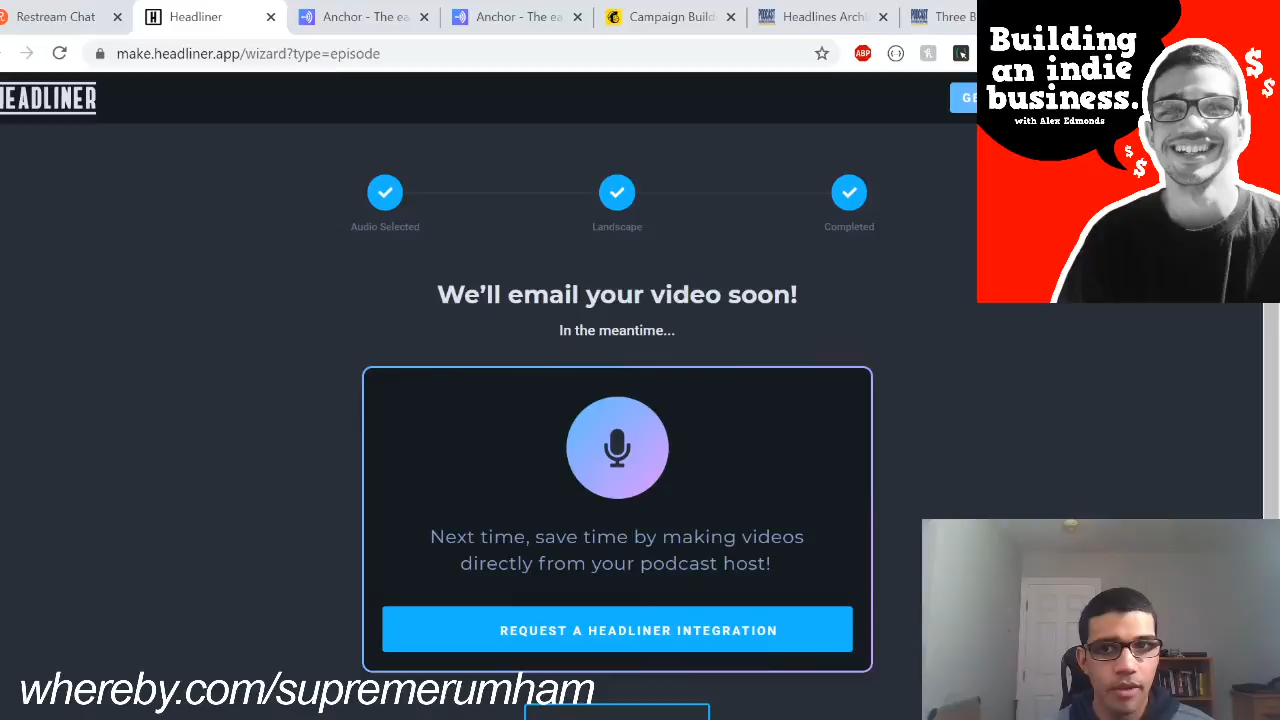 Restream Chat
Headliner
Anchor - The ea
Anchor - The ea
Campaign Build
Headlines Archi
Three B
make.headliner.app/wizard?type=episode
ABP
HEADLINER
GE
Building
an indie
business.
with Alex Edmonds
$
$
$
$
Audio Selected
Landscape
Completed
We'll email your video soon!
In the meantime...
Next time, save time by making videos
directly from your podcast host!
REQUEST A HEADLINER INTEGRATION
whereby.com/supremerumham